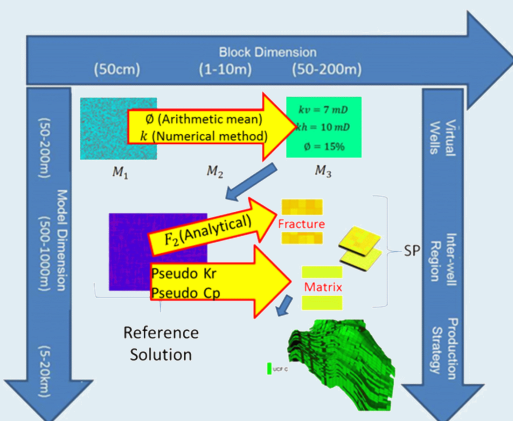 Block Dimension
(50cm) (1-10m) (50-200m)
(50-200m)
Model Dimension
(500-1000m)
(5-20km)
Ø (Arithmetic mean)
k (Numerical method)
kv = 7 mD
kh = 10 mD
Ø = 15%
M₁ M₂ M₃
Virtual
Wells
F₂(Analytical)
Fracture
Pseudo Kr
Pseudo Cp
Matrix
SP
Inter-well
Region
Reference
Solution
Production
Strategy
UCF C